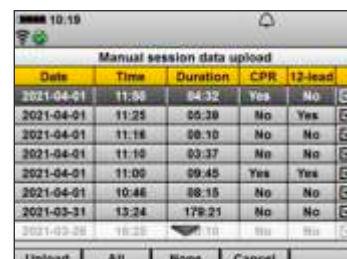 10:19
Manual session data upload
Date Time Duration CPR 12-lead
2021-04-01 11:50 04:32 Yes No
2021-04-01 11:25 05:39 No Yes
2021-04-01 11:16 00:10 No No
2021-04-01 11:10 03:37 No No
2021-04-01 11:00 09:45 Yes Yes
2021-04-01 10:46 08:15 No No
2021-03-31 13:24 179:21 No No
Upload All None Cancel